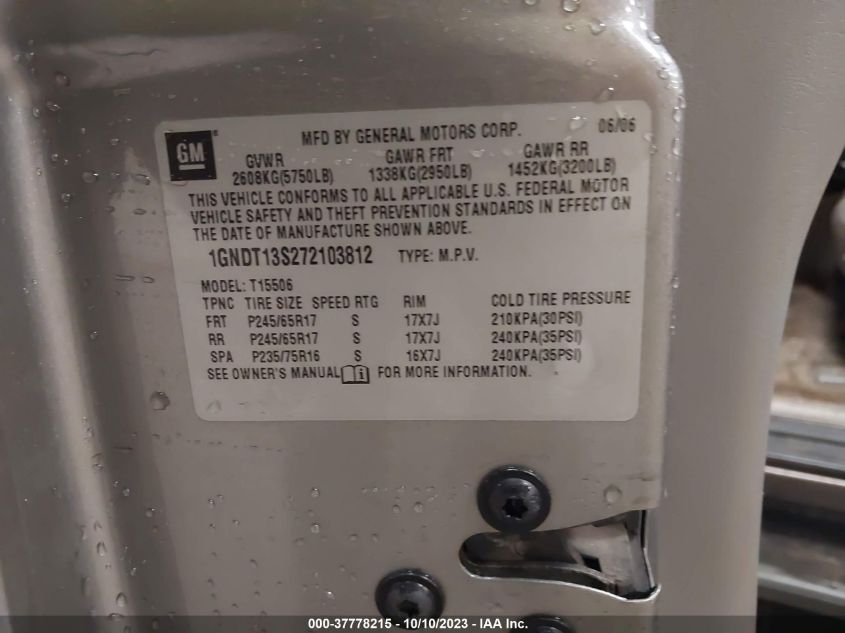 GM ®
MFD BY GENERAL MOTORS CORP. 06/06
GVWR GAWR FRT GAWR RR
2608KG(5750LB) 1338KG(2950LB) 1452KG(3200LB)
THIS VEHICLE CONFORMS TO ALL APPLICABLE U.S. FEDERAL MOTOR
VEHICLE SAFETY AND THEFT PREVENTION STANDARDS IN EFFECT ON
THE DATE OF MANUFACTURE SHOWN ABOVE.
1GNDT13S272103812 TYPE: M.P.V.
MODEL: T15506
TPNC TIRE SIZE SPEED RTG RIM COLD TIRE PRESSURE
FRT P245/65R17 S 17X7J 210KPA(30PSI)
RR P245/65R17 S 17X7J 240KPA(35PSI)
SPA P235/75R16 S 16X7J 240KPA(35PSI)
SEE OWNER'S MANUAL i FOR MORE INFORMATION.
000-37778215 - 10/10/2023 - IAA Inc.